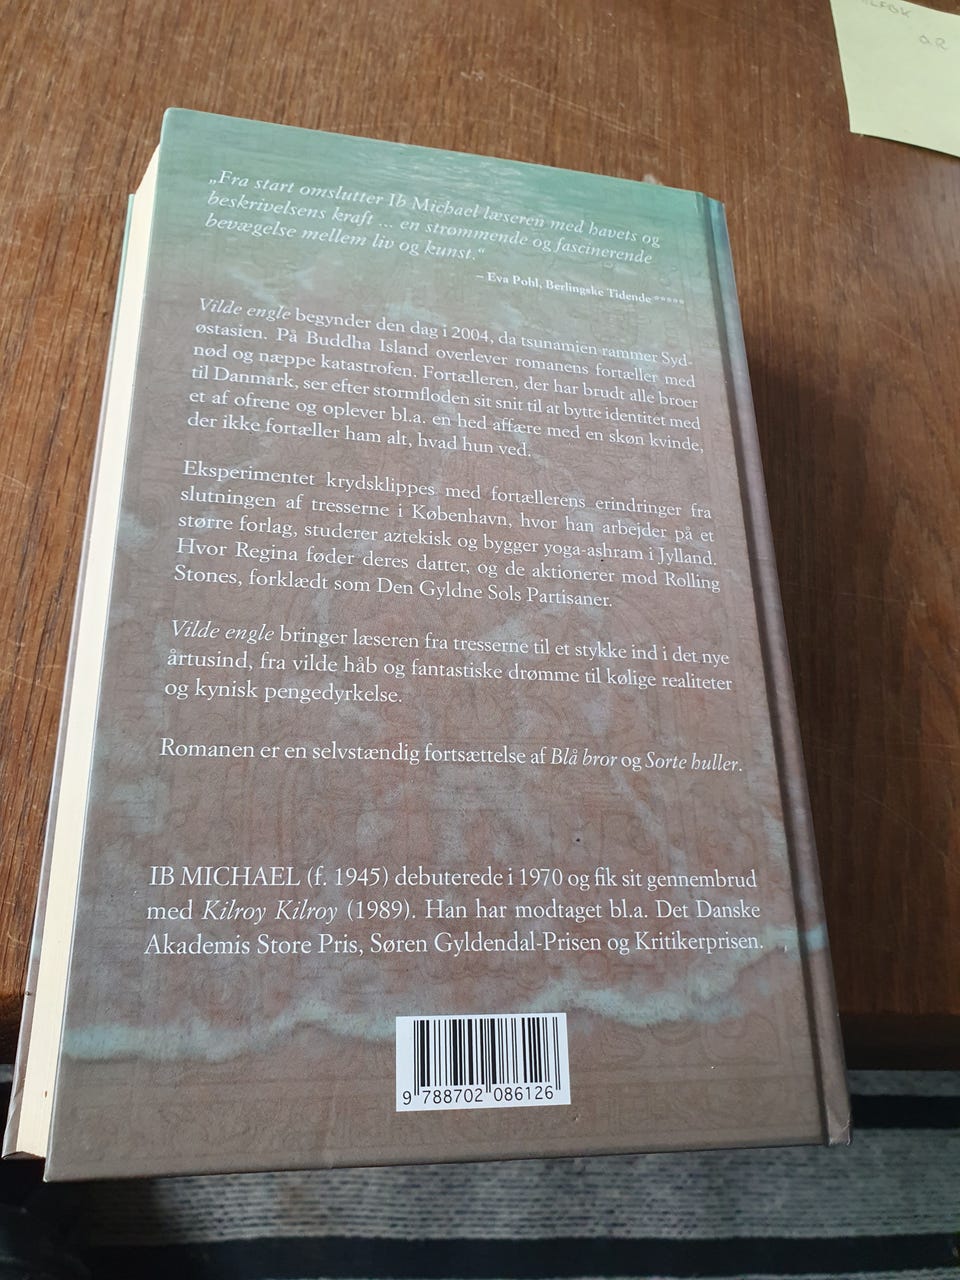 „Fra start omslutter Ib Michael læseren med havets og
beskrivelsens kraft ... en strømmende og fascinerende
bevægelse mellem liv og kunst.“
– Eva Pohl, Berlingske Tidende *****
Vilde engle begynder den dag i 2004, da tsunamien rammer Syd-
østasien. På Buddha Island overlever romanens fortæller med
nød og næppe katastrofen. Fortælleren, der har brudt alle broer
til Danmark, ser efter stormfloden sit snit til at bytte identitet med
et af ofrene og oplever bl.a. en hed affære med en skøn kvinde,
der ikke fortæller ham alt, hvad hun ved.
Eksperimentet krydsklippes med fortællerens erindringer fra
slutningen af tresserne i København, hvor han arbejder på et
større forlag, studerer aztekisk og bygger yoga-ashram i Jylland.
Hvor Regina føder deres datter, og de aktionerer mod Rolling
Stones, forklædt som Den Gyldne Sols Partisaner.
Vilde engle bringer læseren fra tresserne til et stykke ind i det nye
årtusind, fra vilde håb og fantastiske drømme til kølige realiteter
og kynisk pengedyrkelse.
Romanen er en selvstændig fortsættelse af Blå bror og Sorte huller.
IB MICHAEL (f. 1945) debuterede i 1970 og fik sit gennembrud
med Kilroy Kilroy (1989). Han har modtaget bl.a. Det Danske
Akademis Store Pris, Søren Gyldendal-Prisen og Kritikerprisen.
9 788702 086126